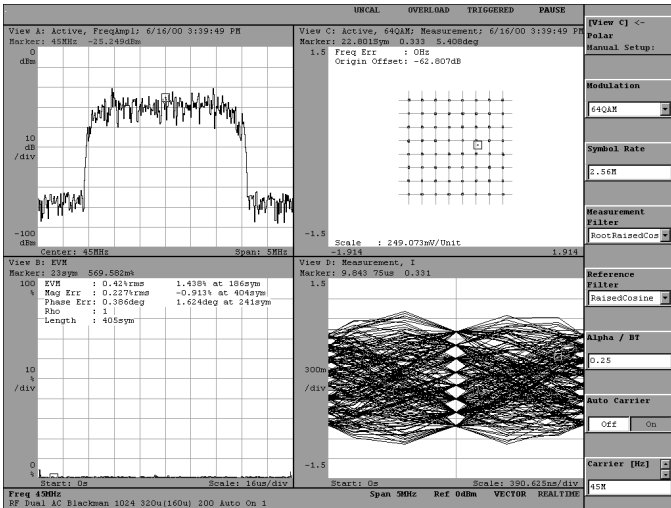 UNCAL OVERLOAD TRIGGERED PAUSE
View A: Active, FreqAmpl; 6/16/00 3:39:49 PM
Marker: 45MHz -25.249dBm
0
dBm
10
dB
/div
-100
dBm
Center: 45MHz Span: 5MHz
View C: Active, 64QAM; Measurement; 6/16/00 3:39:49 PM
Marker: 22.801Sym 0.333 5.408deg
1.5 Freq Err : 0Hz
Origin Offset: -62.807dB
-1.5
Scale : 249.073mV/Unit
-1.914 1.914
View B: EVM
Marker: 23sym 569.582m%
100
%
EVM : 0.42%rms 1.438% at 186sym
Mag Err : 0.227%rms -0.913% at 404sym
Phase Err: 0.386deg 1.624deg at 241sym
Rho : 1
Length : 405sym
10
%
/div
0
%
Start: 0s Scale: 16us/div
View D: Measurement, I
Marker: 9.843 75us 0.331
1.5
300m
/div
-1.5
Start: 0s Scale: 390.625ns/div
Freq 45MHz Span 5MHz Ref 0dBm VECTOR REALTIME
RF Dual AC Blackman 1024 320u(160u) 200 Auto On 1
[View C] <-
Polar
Manual Setup:
Modulation
64QAM
Symbol Rate
2.56M
Measurement
Filter
RootRaisedCos
Reference
Filter
RaisedCosine
Alpha / BT
0.25
Auto Carrier
Off On
Carrier [Hz]
45M